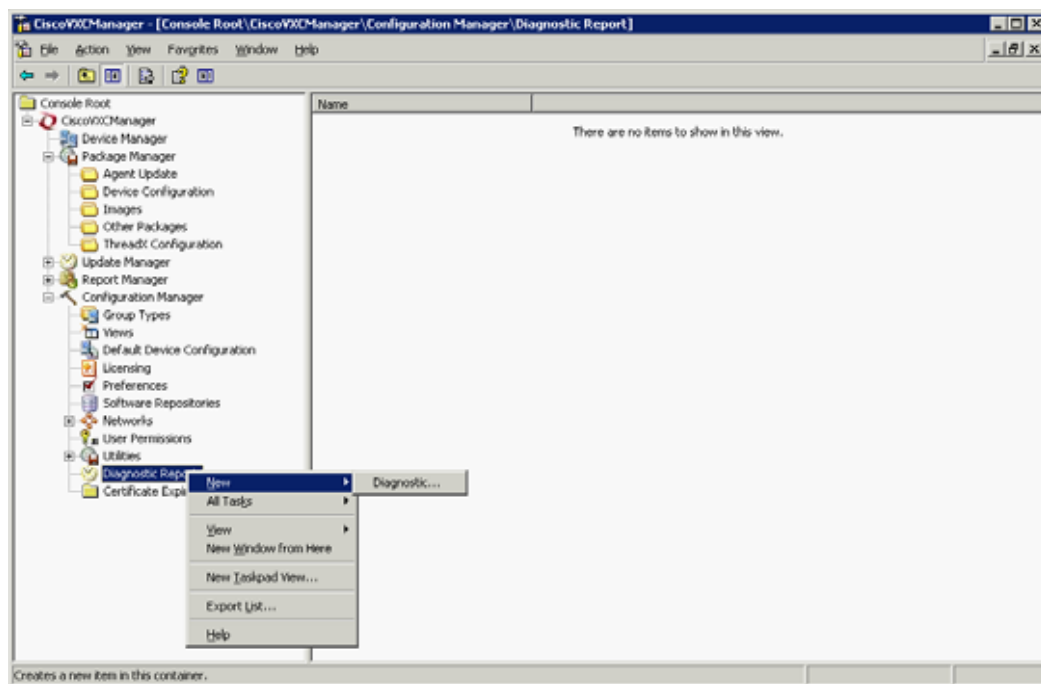 CiscoVXCManager - [Console Root\CiscoVXCManager\Configuration Manager\Diagnostic Report]
File Action View Favorites Window Help
Console Root
CiscoVXCManager
Device Manager
Package Manager
Agent Update
Device Configuration
Images
Other Packages
ThreadX Configuration
Update Manager
Report Manager
Configuration Manager
Group Types
Views
Default Device Configuration
Licensing
Preferences
Software Repositories
Networks
User Permissions
Utilities
Diagnostic Report
Certificate Expi
Name
There are no items to show in this view.
New
Diagnostic...
All Tasks
View
New Window from Here
New Taskpad View...
Export List...
Help
Creates a new item in this container.